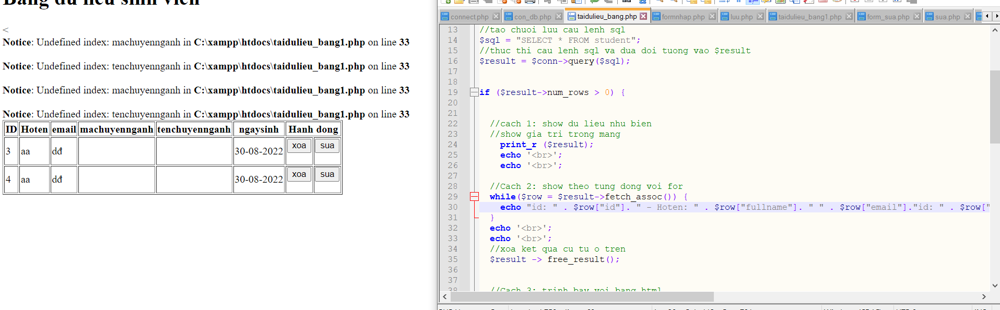 Bang du lieu sinh vien
<
Notice: Undefined index: machuyennganh in C:\xampp\htdocs\taidulieu_bang1.php on line 33
Notice: Undefined index: tenchuyennganh in C:\xampp\htdocs\taidulieu_bang1.php on line 33
Notice: Undefined index: machuyennganh in C:\xampp\htdocs\taidulieu_bang1.php on line 33
Notice: Undefined index: tenchuyennganh in C:\xampp\htdocs\taidulieu_bang1.php on line 33
ID Hoten email machuyennganh tenchuyennganh ngaysinh Hanh dong
3 aa dđ 30-08-2022 xoa sua
4 aa dđ 30-08-2022 xoa sua
connect.php con_db.php taidulieu_bang.php formnhap.php luu.php taidulieu_bang1.php form_sua.php sua.php
13 //tao chuoi luu cau lenh sql
14 $sql = "SELECT * FROM student";
15 //thuc thi cau lenh sql va dua doi tuong vao $result
16 $result = $conn->query($sql);
17
18
19 if ($result->num_rows > 0) {
20
21
22 //cach 1: show du lieu nhu bien
23 //show gia tri trong mang
24 print_r ($result);
25 echo '<br>';
26 echo '<br>';
27
28 //Cach 2: show theo tung dong voi for
29 while($row = $result->fetch_assoc()) {
30 echo "id: " . $row["id"]. " - Hoten: " . $row["fullname"]. " " . $row["email"]."id: " . $row["
31 }
32 echo '<br>';
33 echo '<br>';
34 //xoa ket qua cu tu o tren
35 $result -> free_result();
36
37
38 //Cach 3: trinh bay voi bang html